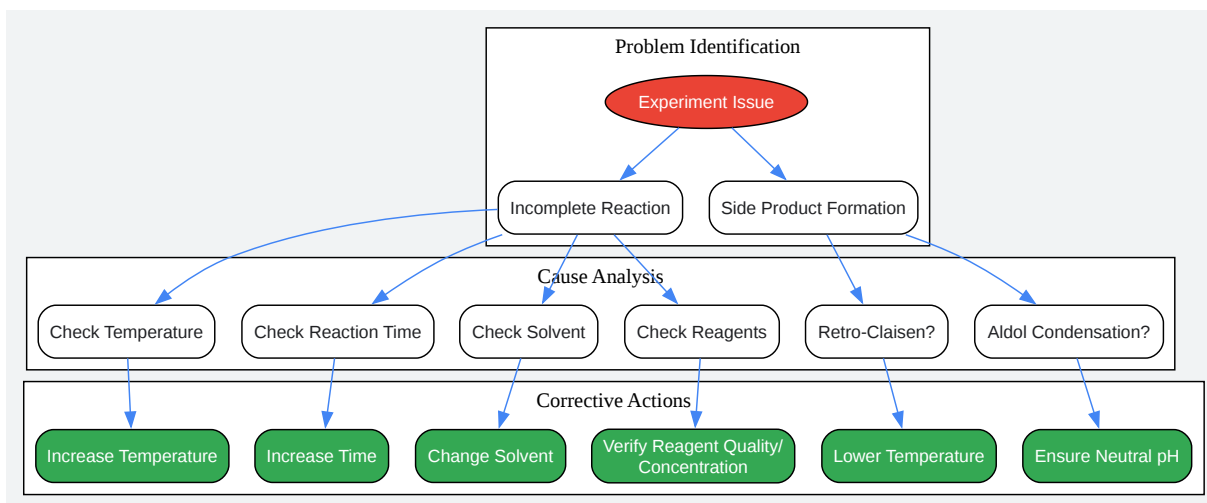 Problem Identification
Experiment Issue
Incomplete Reaction
Side Product Formation
Cause Analysis
Check Temperature
Check Reaction Time
Check Solvent
Check Reagents
Retro-Claisen?
Aldol Condensation?
Corrective Actions
Increase Temperature
Increase Time
Change Solvent
Verify Reagent Quality/
Concentration
Lower Temperature
Ensure Neutral pH